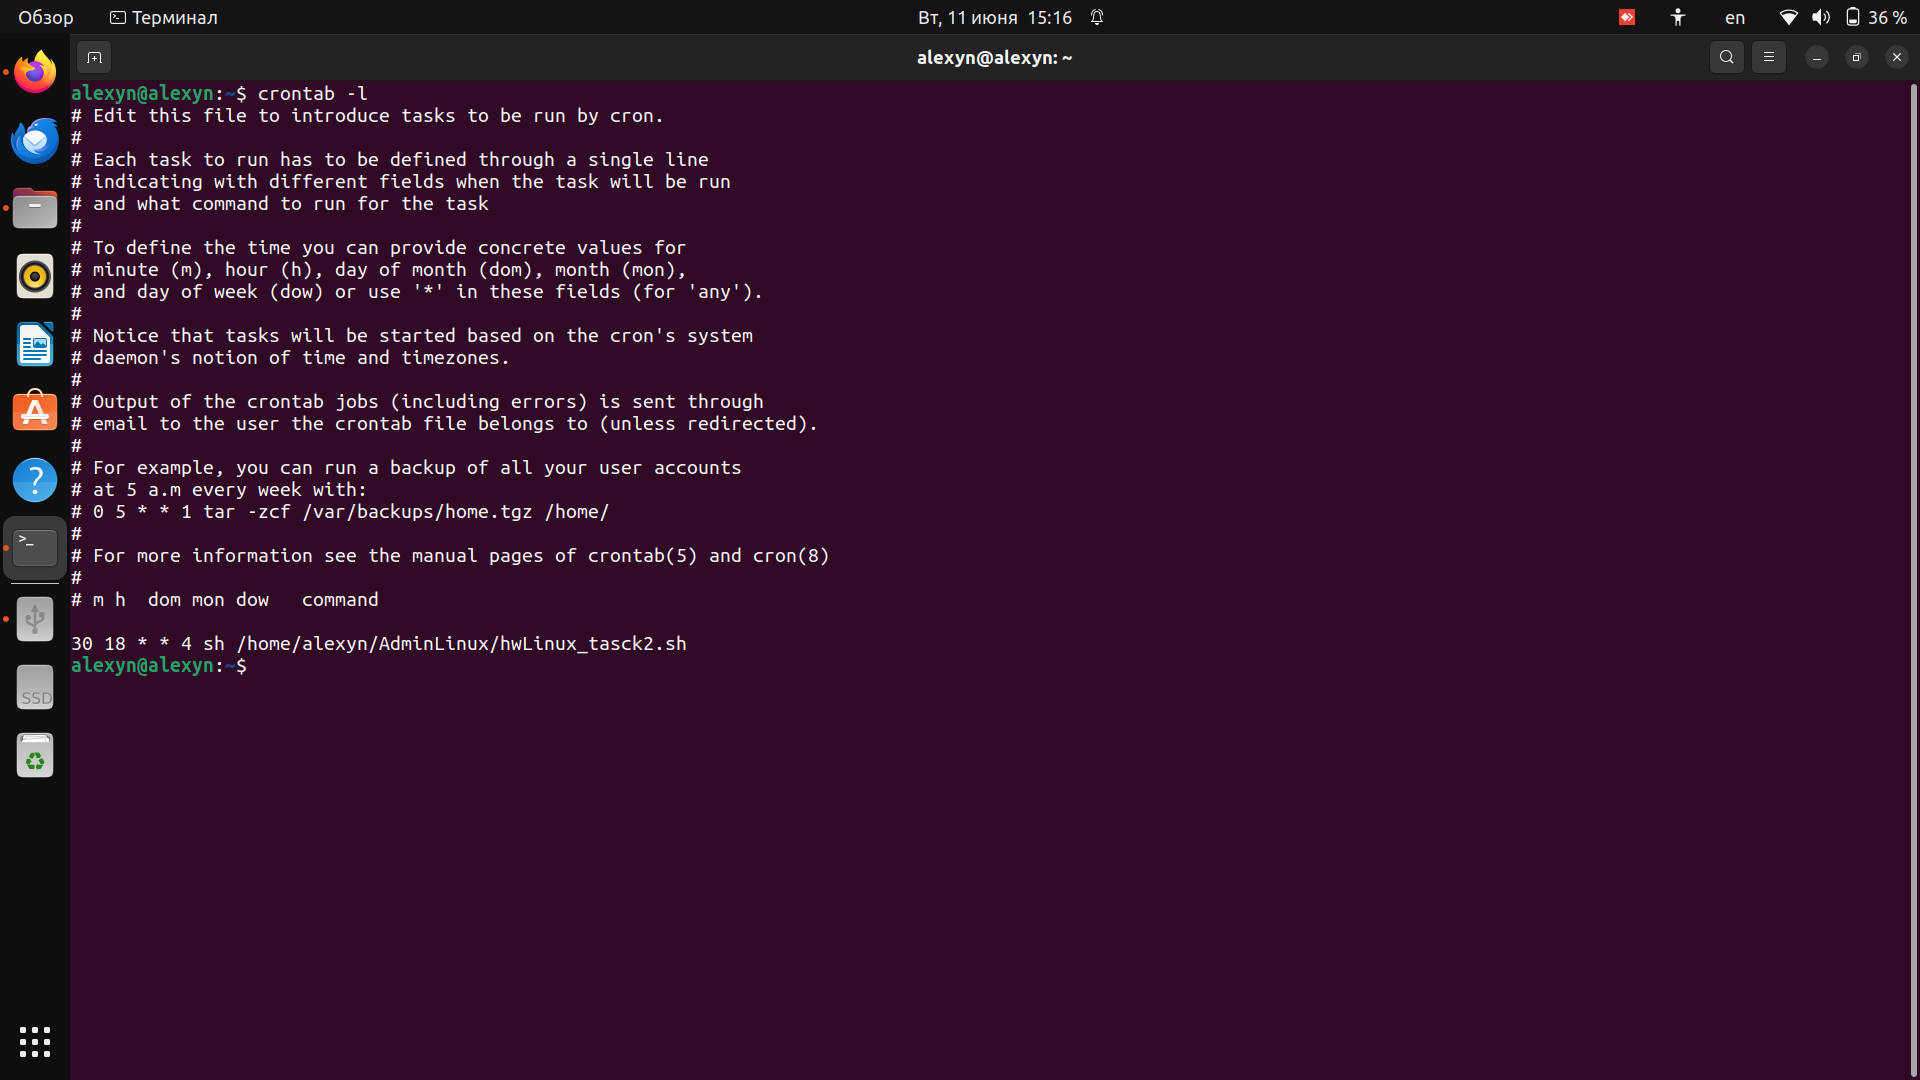 Обзор
Терминал
Вт, 11 июня 15:16
en
36 %
alexyn@alexyn: ~
alexyn@alexyn:~$ crontab -l
# Edit this file to introduce tasks to be run by cron.
#
# Each task to run has to be defined through a single line
# indicating with different fields when the task will be run
# and what command to run for the task
#
# To define the time you can provide concrete values for
# minute (m), hour (h), day of month (dom), month (mon),
# and day of week (dow) or use '*' in these fields (for 'any').
#
# Notice that tasks will be started based on the cron's system
# daemon's notion of time and timezones.
#
# Output of the crontab jobs (including errors) is sent through
# email to the user the crontab file belongs to (unless redirected).
#
# For example, you can run a backup of all your user accounts
# at 5 a.m every week with:
# 0 5 * * 1 tar -zcf /var/backups/home.tgz /home/
#
# For more information see the manual pages of crontab(5) and cron(8)
#
# m h  dom mon dow   command

30 18 * * 4 sh /home/alexyn/AdminLinux/hwLinux_tasck2.sh
alexyn@alexyn:~$
SSD